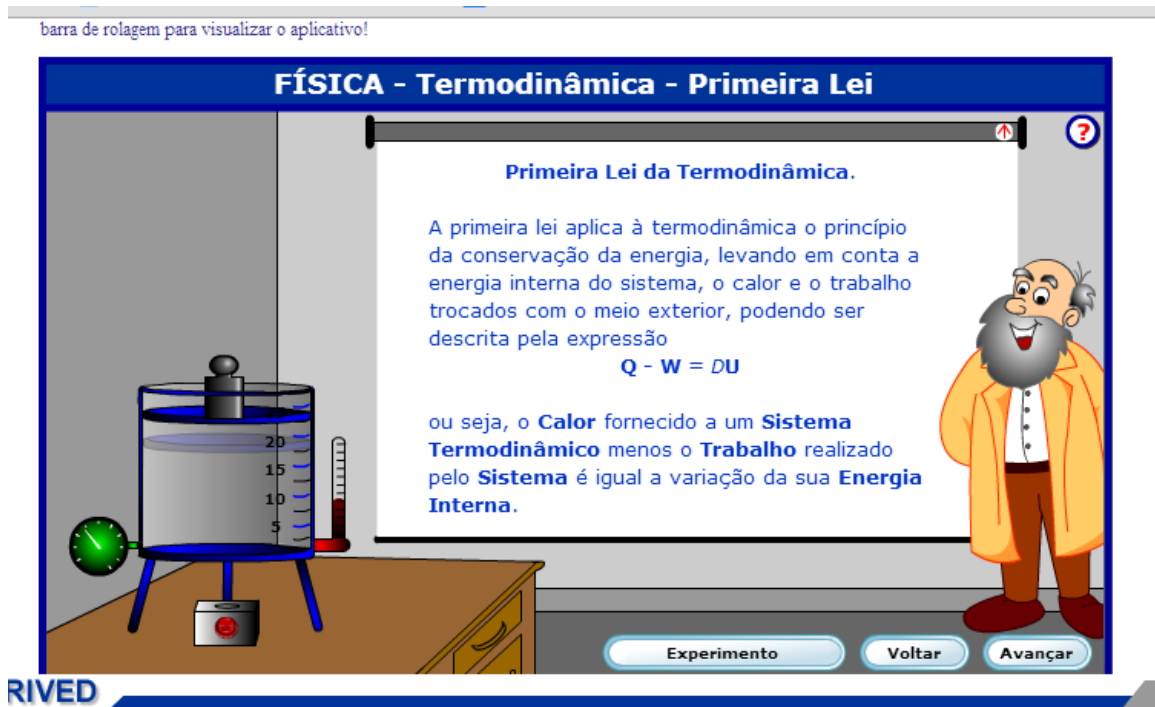 barra de rolagem para visualizar o aplicativo!
FÍSICA - Termodinâmica - Primeira Lei
?
Primeira Lei da Termodinâmica.
A primeira lei aplica à termodinâmica o princípio
da conservação da energia, levando em conta a
energia interna do sistema, o calor e o trabalho
trocados com o meio exterior, podendo ser
descrita pela expressão
Q - W = DU
ou seja, o Calor fornecido a um Sistema
Termodinâmico menos o Trabalho realizado
pelo Sistema é igual a variação da sua Energia
Interna.
20
15
10
5
Experimento
Voltar
Avançar
RIVED